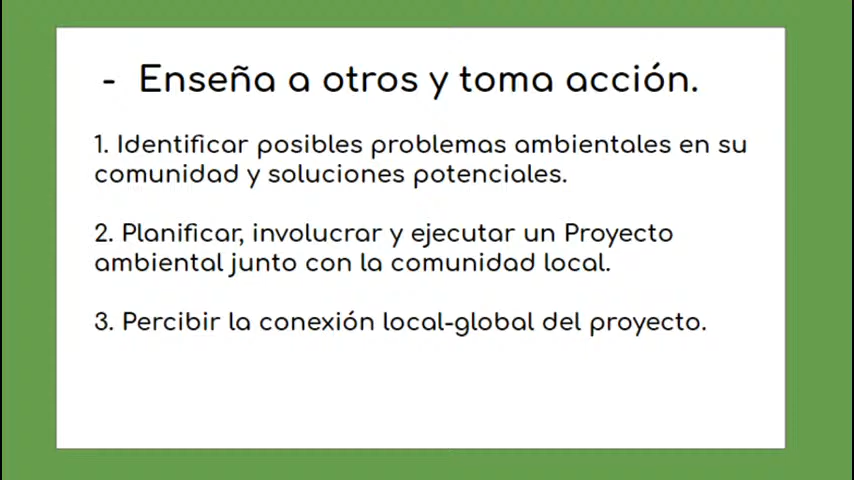 - Enseña a otros y toma acción.
1. Identificar posibles problemas ambientales en su
comunidad y soluciones potenciales.
2. Planificar, involucrar y ejecutar un Proyecto
ambiental junto con la comunidad local.
3. Percibir la conexión local-global del proyecto.